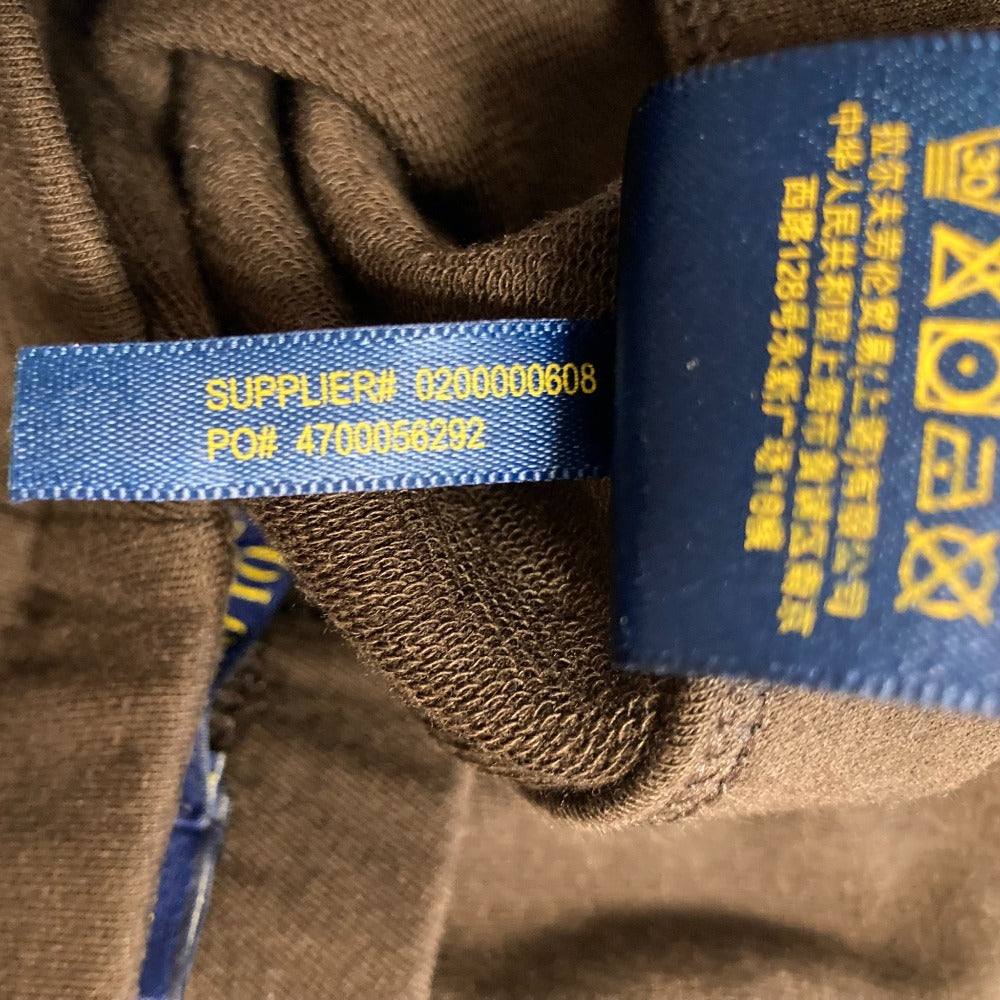 SUPPLIER# 0200000608
PO# 4700056292
30
拉尔夫劳伦贸易(上海)有限公司
中华人民共和国上海市黄浦区南京
西路128号永新广场16楼
OLO